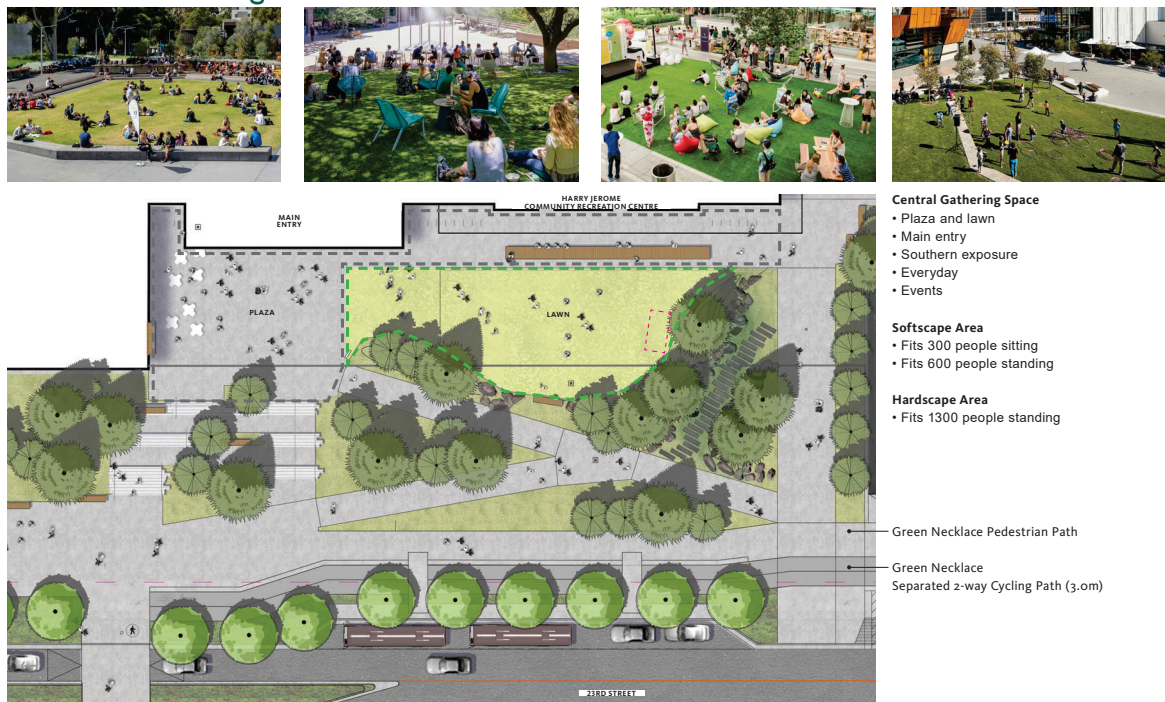 MAIN
ENTRY
HARRY JEROME
COMMUNITY RECREATION CENTRE
PLAZA
LAWN
23RD STREET
Central Gathering Space
• Plaza and lawn
• Main entry
• Southern exposure
• Everyday
• Events
Softscape Area
• Fits 300 people sitting
• Fits 600 people standing
Hardscape Area
• Fits 1300 people standing
Green Necklace Pedestrian Path
Green Necklace
Separated 2-way Cycling Path (3.0m)